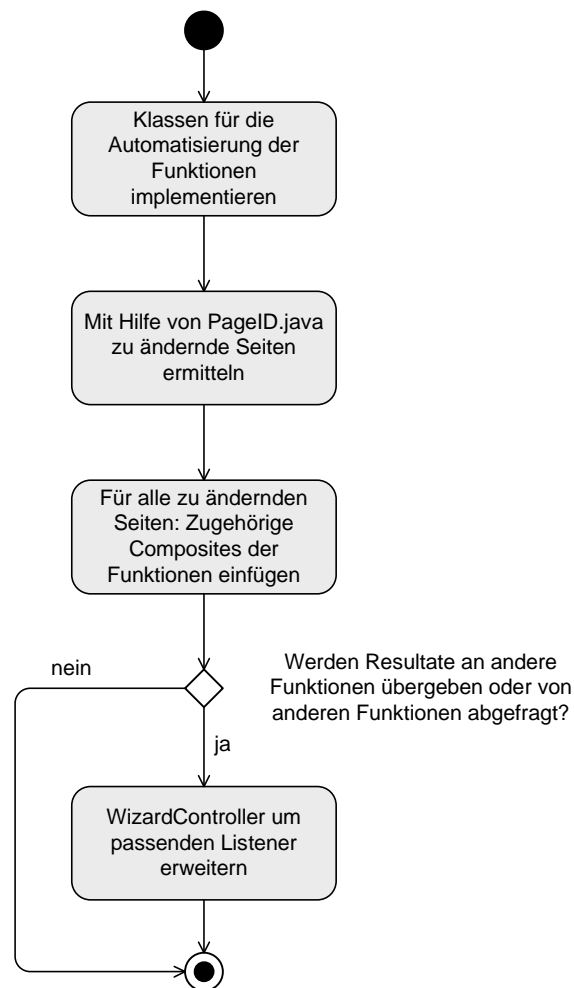 Klassen für die
Automatisierung der
Funktionen
implementieren
Mit Hilfe von PageID.java
zu ändernde Seiten
ermitteln
Für alle zu ändernden
Seiten: Zugehörige
Composites der
Funktionen einfügen
nein
Werden Resultate an andere
Funktionen übergeben oder von
anderen Funktionen abgefragt?
ja
WizardController um
passenden Listener
erweitern